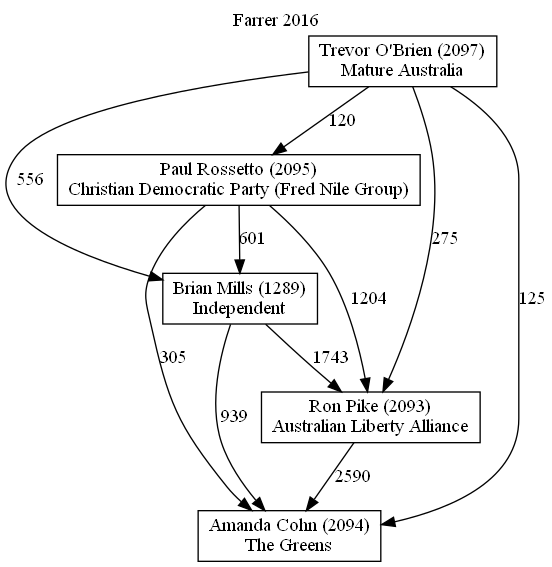 Farrer 2016
Trevor O'Brien (2097)
Mature Australia
120
Paul Rossetto (2095)
Christian Democratic Party (Fred Nile Group)
556
601
275
Brian Mills (1289)
Independent
1204
125
305
1743
939
Ron Pike (2093)
Australian Liberty Alliance
2590
Amanda Cohn (2094)
The Greens